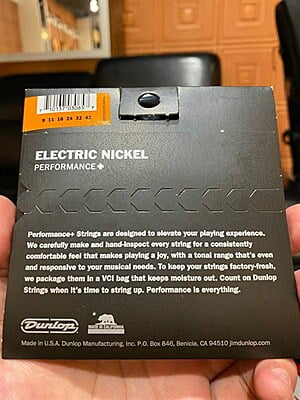 8 11 16 24 32 42
ELECTRIC NICKEL
PERFORMANCE+
Performance+ Strings are designed to elevate your playing experience.
We carefully make and hand-inspect every string for a consistently
comfortable feel that makes playing a joy, with a tonal range that's even
and responsive to your musical needs. To keep your strings factory-fresh,
we package them in a VCI bag that keeps moisture out. Count on Dunlop
Strings when it's time to string up. Performance is everything.
Dunlop
MADE IN CALIFORNIA
Made in U.S.A. Dunlop Manufacturing, Inc. P.O. Box 846, Benicia, CA 94510 jimdunlop.com